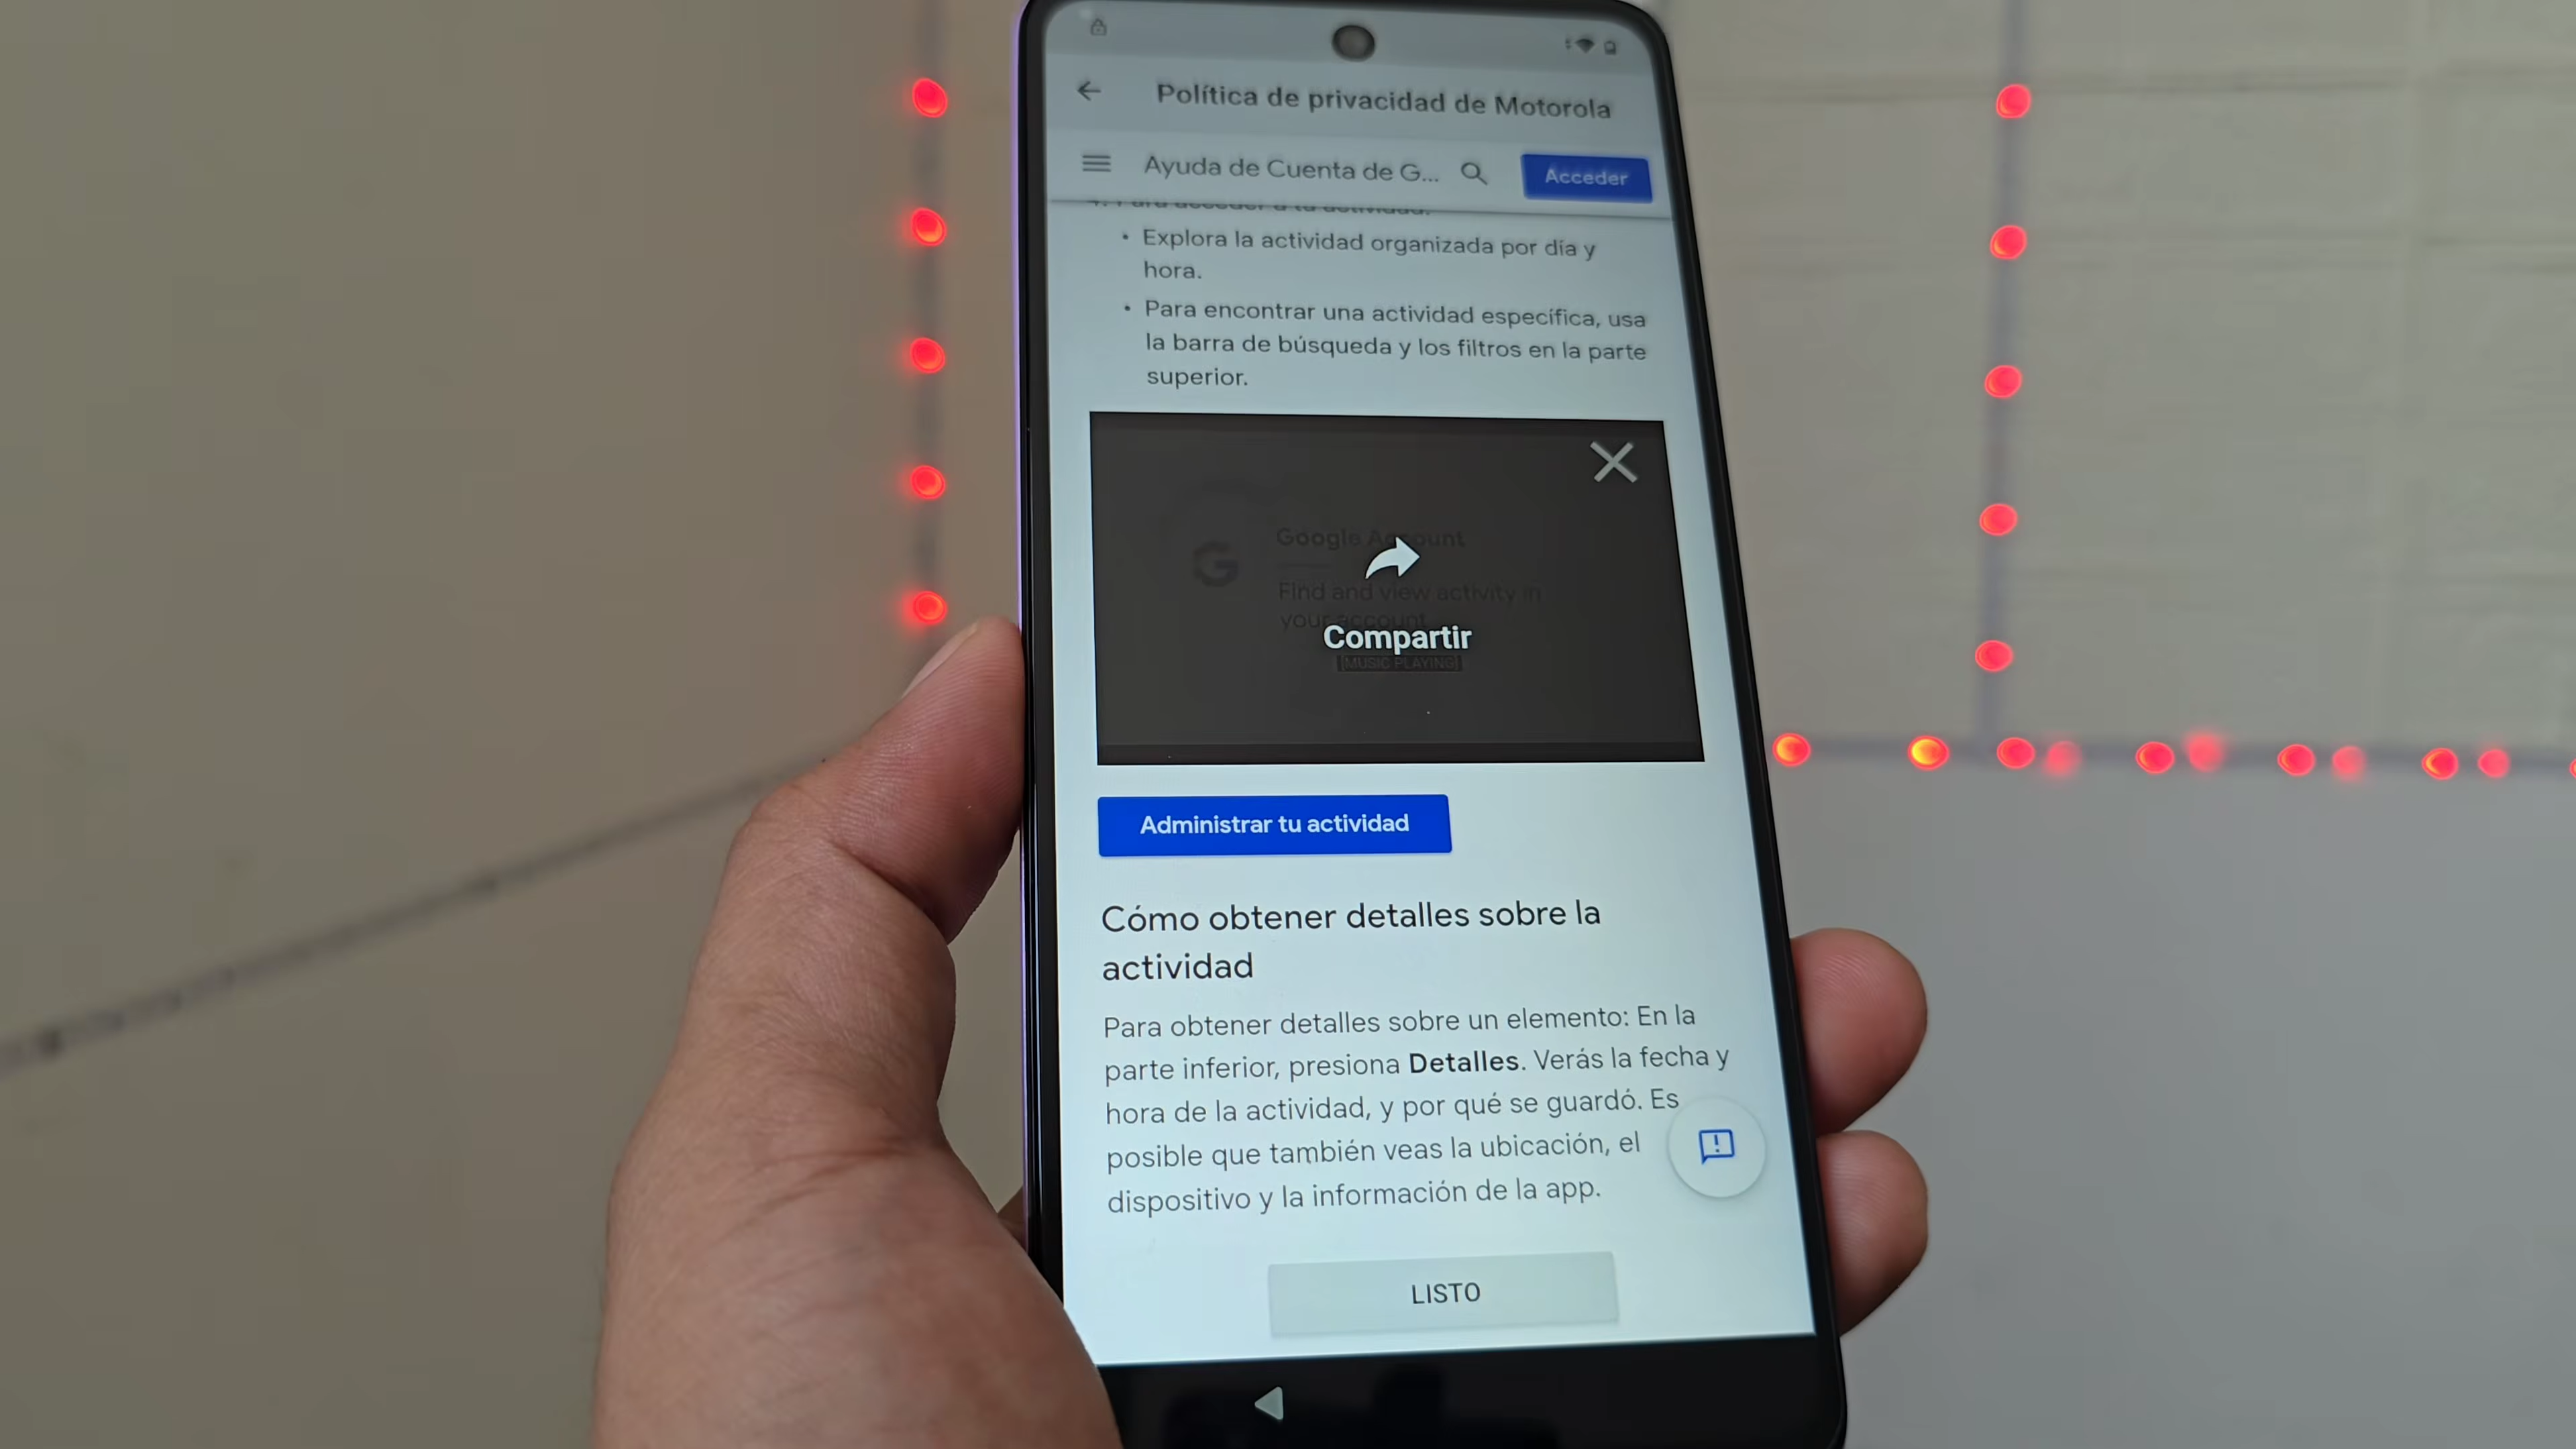 Política de privacidad de Motorola
Ayuda de Cuenta de G...
Acceder
4. Para acceder a tu actividad:
• Explora la actividad organizada por día y
hora.
• Para encontrar una actividad específica, usa
la barra de búsqueda y los filtros en la parte
superior.
G
Google Account
Find and view activity in
your account
Compartir
[MUSIC PLAYING]
Administrar tu actividad
Cómo obtener detalles sobre la
actividad
Para obtener detalles sobre un elemento: En la
parte inferior, presiona Detalles. Verás la fecha y
hora de la actividad, y por qué se guardó. Es
posible que también veas la ubicación, el
dispositivo y la información de la app.
LISTO